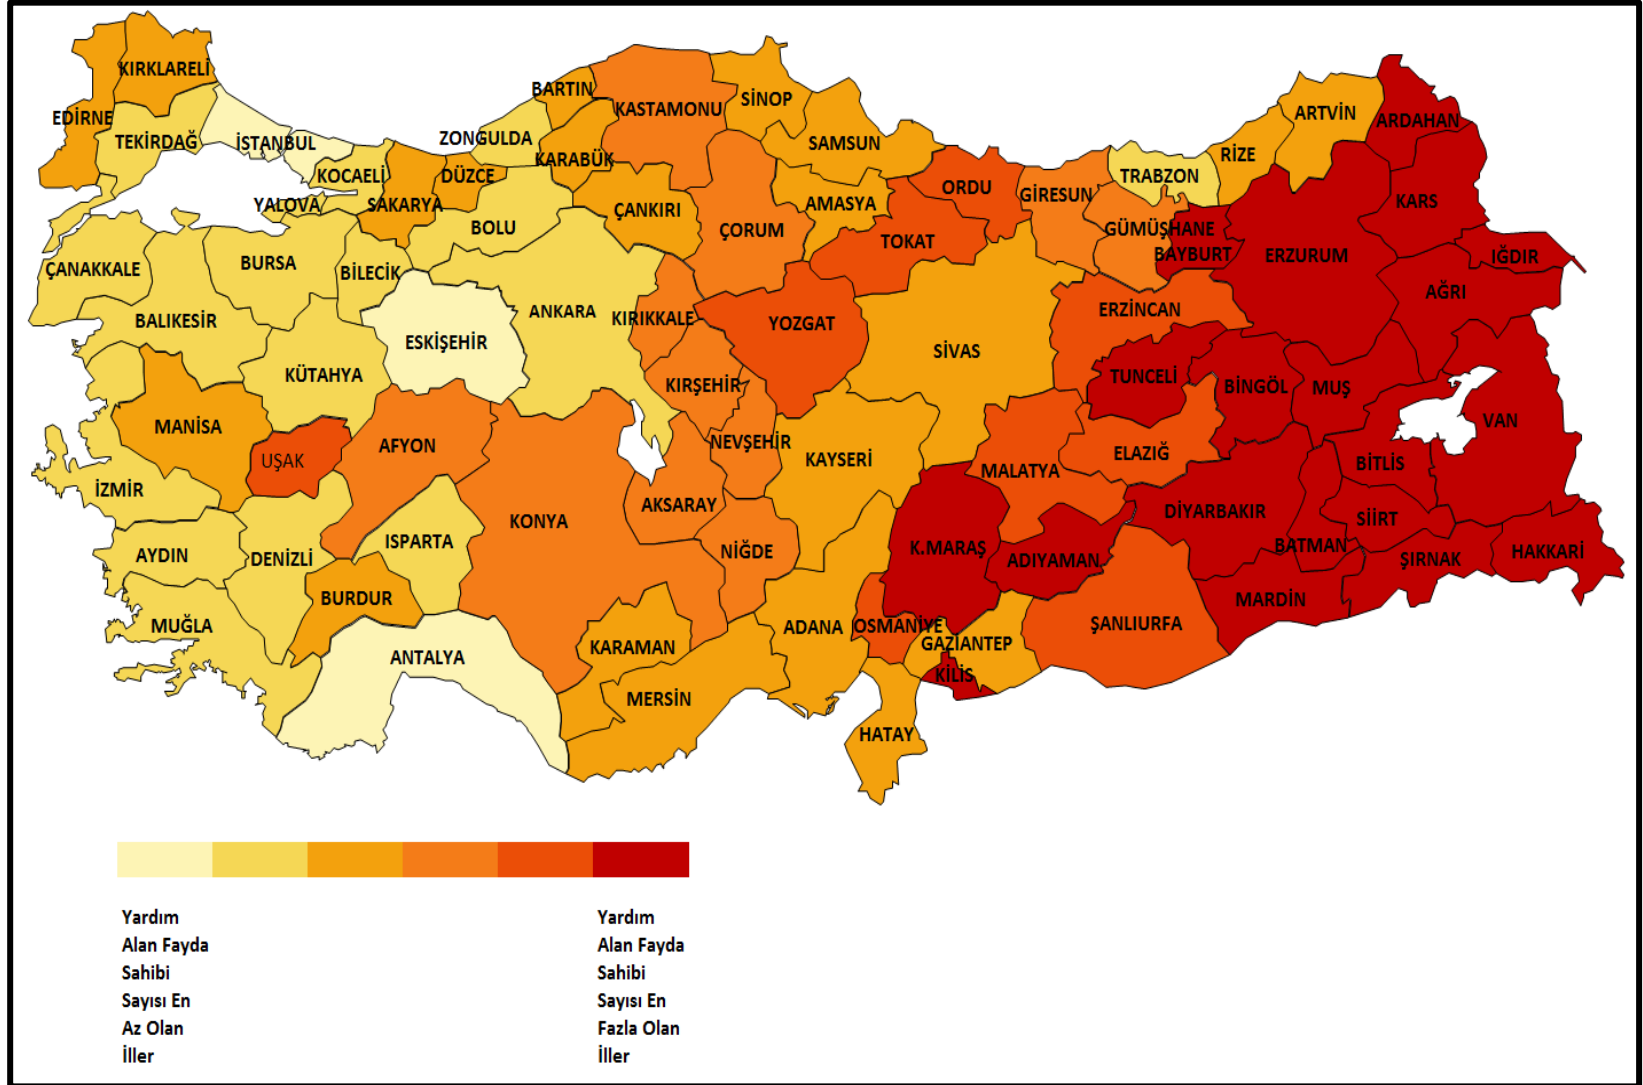 KIRKLARELİ
EDİRNE
TEKİRDAĞ
İSTANBUL
KOCAELİ
YALOVA
SAKARYA
DÜZCE
ZONGULDA
BARTIN
KARABÜK
KASTAMONU
SİNOP
SAMSUN
ÇANKIRI
BOLU
AMASYA
ÇORUM
TOKAT
ORDU
GİRESUN
TRABZON
RİZE
ARTVİN
ARDAHAN
KARS
GÜMÜŞHANE
BAYBURT
ERZURUM
IĞDIR
AĞRI
ÇANAKKALE
BURSA
BİLECİK
BALIKESİR
ESKİŞEHİR
ANKARA
KIRIKKALE
YOZGAT
SİVAS
ERZİNCAN
KÜTAHYA
KIRŞEHİR
TUNCELİ
BİNGÖL
MUŞ
VAN
MANİSA
UŞAK
AFYON
NEVŞEHİR
KAYSERİ
MALATYA
ELAZIĞ
BİTLİS
İZMİR
AKSARAY
KONYA
DİYARBAKIR
SİİRT
AYDIN
DENİZLİ
ISPARTA
NİĞDE
K.MARAŞ
ADIYAMAN
BATMAN
ŞIRNAK
HAKKARİ
BURDUR
MARDİN
MUĞLA
ANTALYA
KARAMAN
ADANA
OSMANİYE
GAZİANTEP
ŞANLIURFA
KİLİS
MERSİN
HATAY
Yardım
Alan Fayda
Sahibi
Sayısı En
Az Olan
İller
Yardım
Alan Fayda
Sahibi
Sayısı En
Fazla Olan
İller